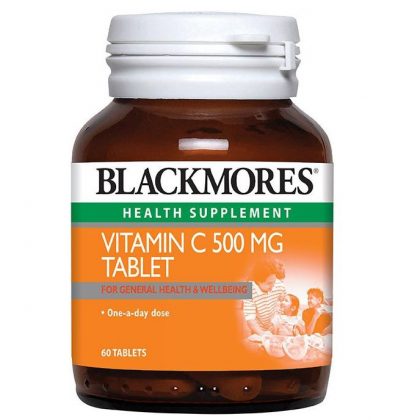 BLACKMORES®
HEALTH SUPPLEMENT
VITAMIN C 500 MG
TABLET
FOR GENERAL HEALTH & WELLBEING
• One-a-day dose
60 TABLETS